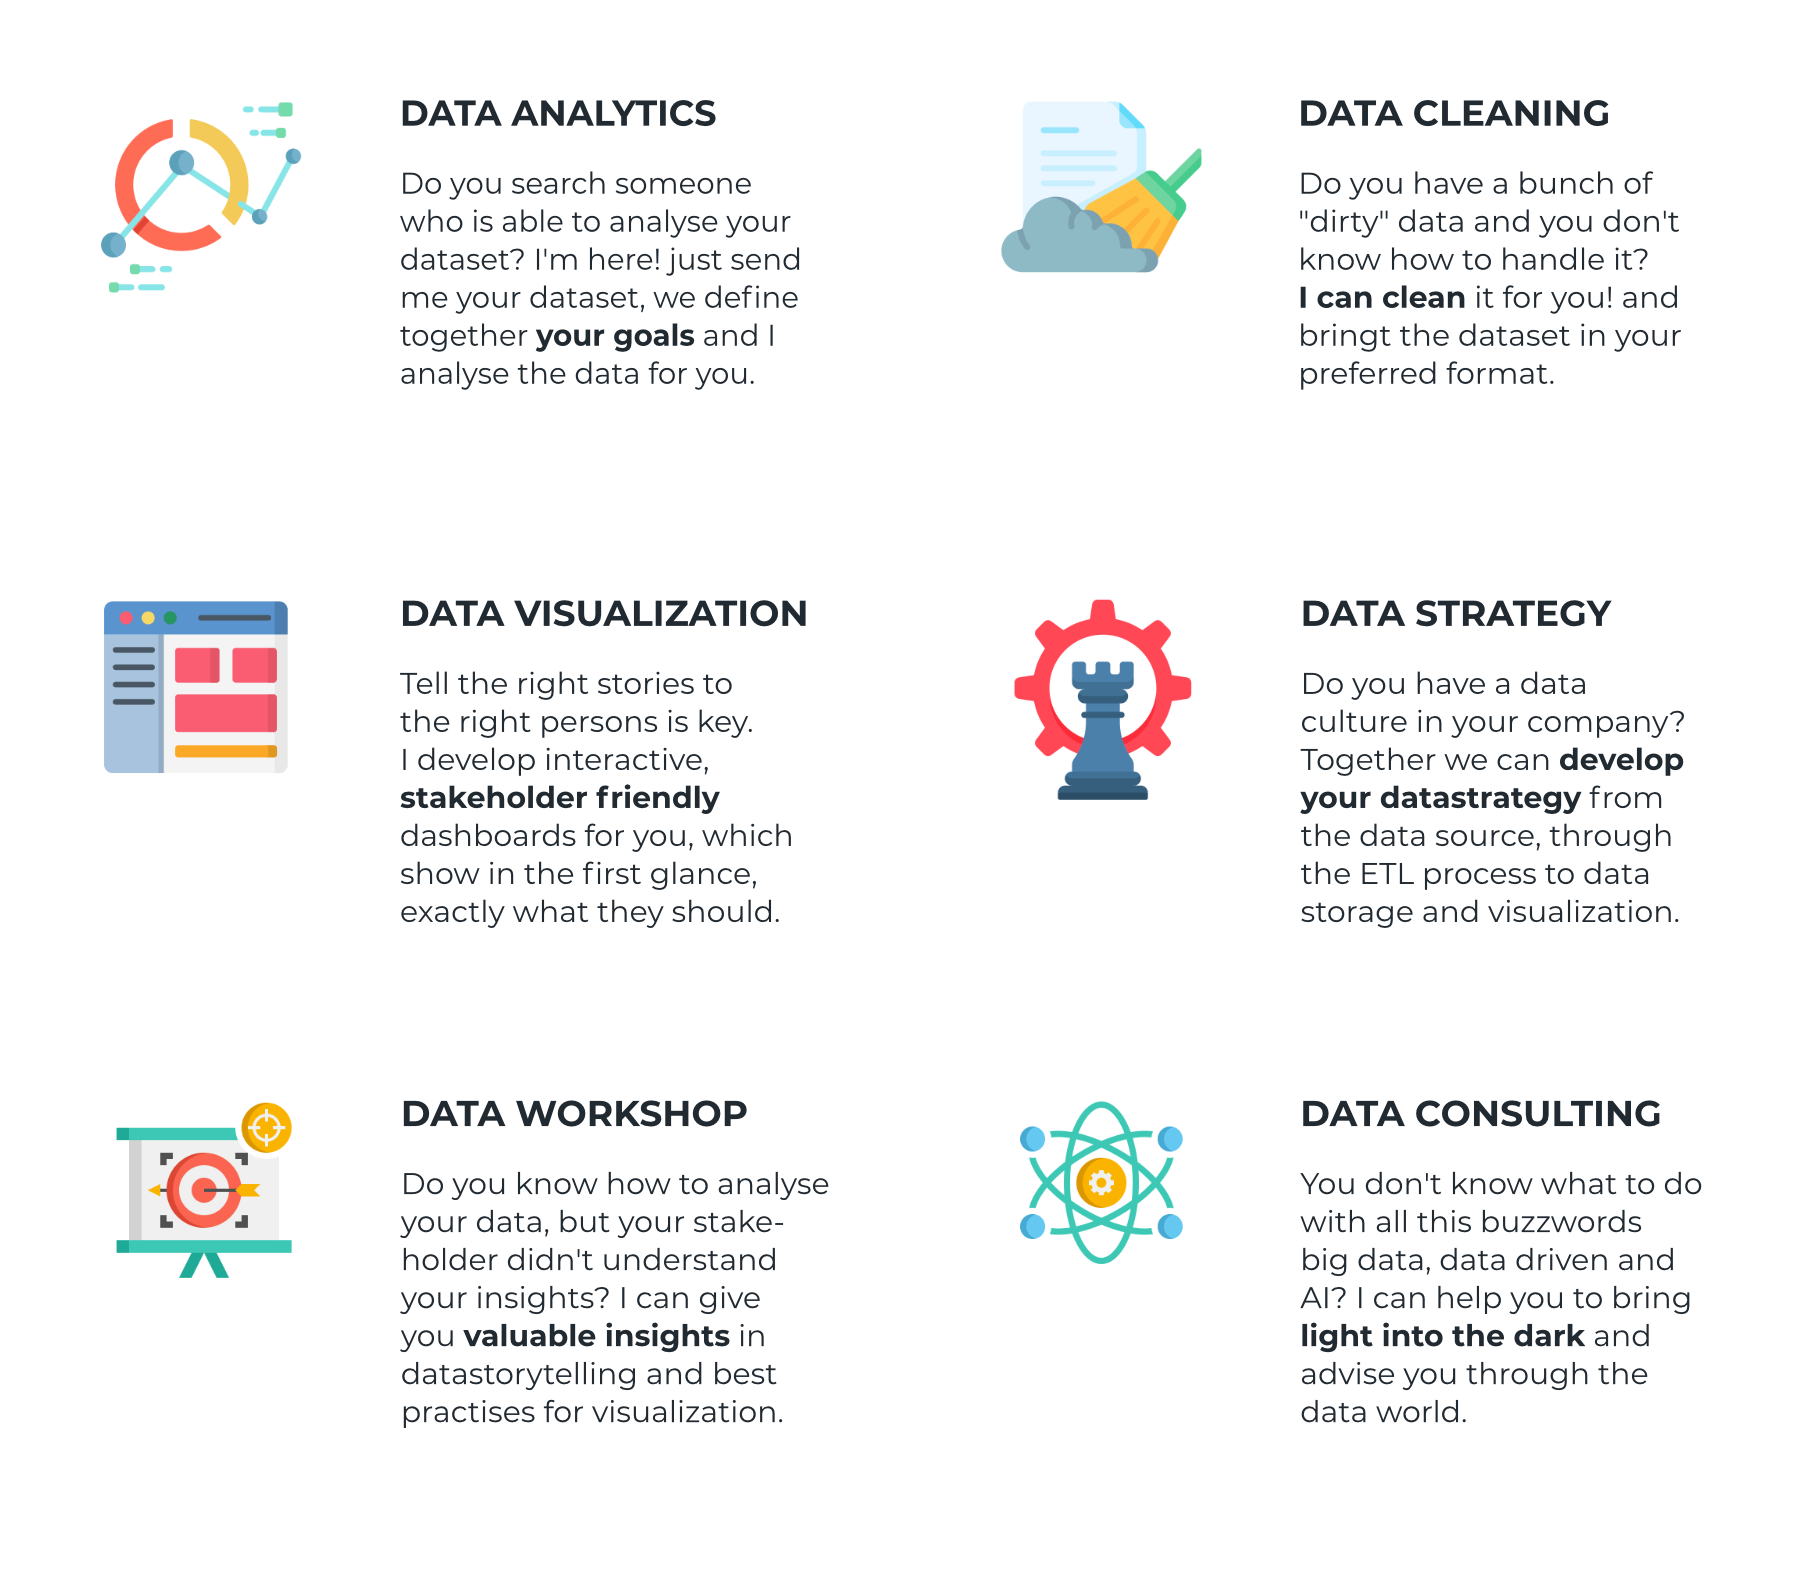 DATA ANALYTICS
Do you search someone
who is able to analyse your
dataset? I'm here! just send
me your dataset, we define
together your goals and I
analyse the data for you.
DATA CLEANING
Do you have a bunch of
"dirty" data and you don't
know how to handle it?
I can clean it for you! and
bringt the dataset in your
preferred format.
DATA VISUALIZATION
Tell the right stories to
the right persons is key.
I develop interactive,
stakeholder friendly
dashboards for you, which
show in the first glance,
exactly what they should.
DATA STRATEGY
Do you have a data
culture in your company?
Together we can develop
your datastrategy from
the data source, through
the ETL process to data
storage and visualization.
DATA WORKSHOP
Do you know how to analyse
your data, but your stake-
holder didn't understand
your insights? I can give
you valuable insights in
datastorytelling and best
practises for visualization.
DATA CONSULTING
You don't know what to do
with all this buzzwords
big data, data driven and
AI? I can help you to bring
light into the dark and
advise you through the
data world.